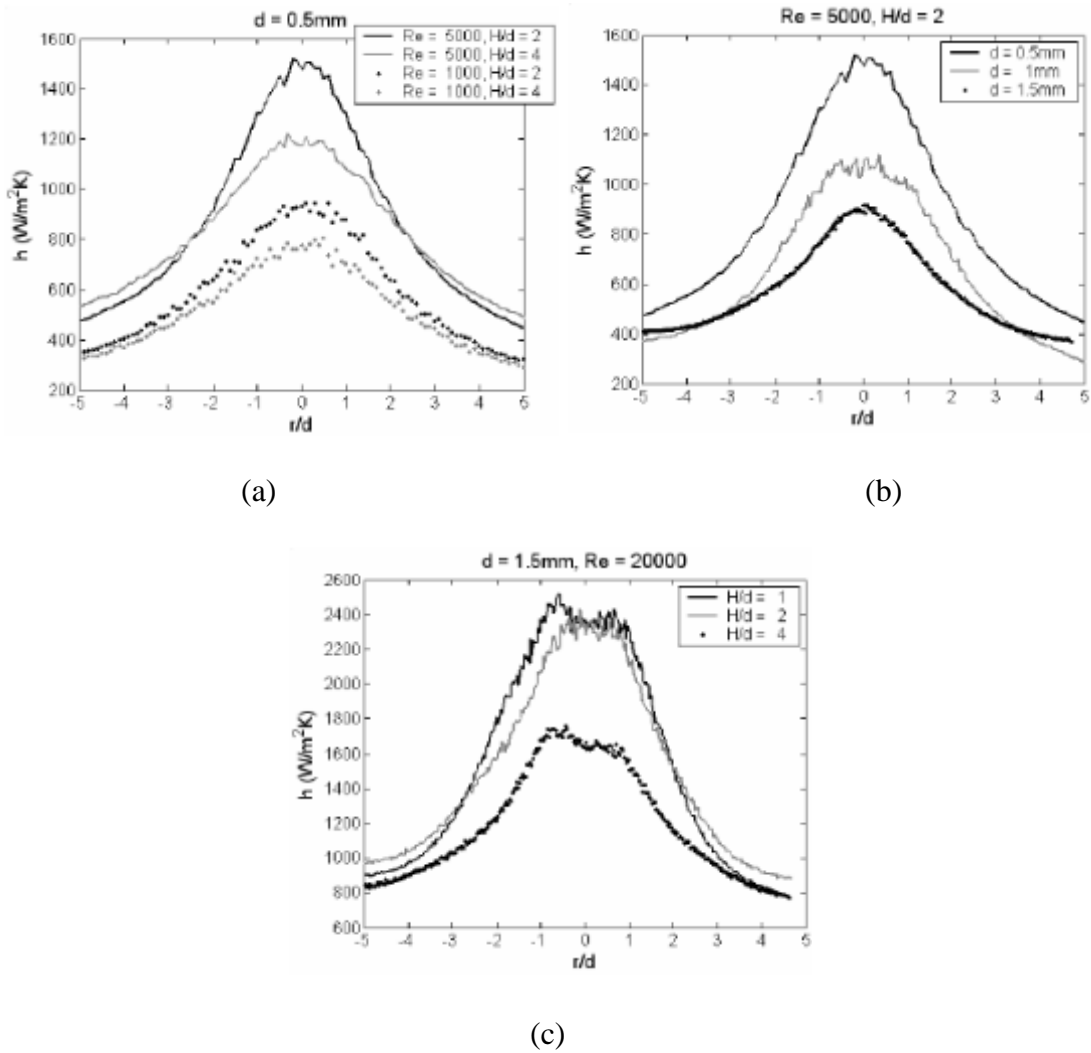 d = 0.5mm
Re = 5000, H/d = 2
Re = 5000, H/d = 4
Re = 1000, H/d = 2
Re = 1000, H/d = 4
1600
1400
1200
1000
800
600
400
200
h (W/m²K)
-5 -4 -3 -2 -1 0 1 2 3 4 5
r/d
(a)
Re = 5000, H/d = 2
d = 0.5mm
d = 1mm
d = 1.5mm
1600
1400
1200
1000
800
600
400
200
h (W/m²K)
-5 -4 -3 -2 -1 0 1 2 3 4 5
r/d
(b)
d = 1.5mm, Re = 20000
H/d = 1
H/d = 2
H/d = 4
2600
2400
2200
2000
1800
1600
1400
1200
1000
800
600
h (W/m²K)
-5 -4 -3 -2 -1 0 1 2 3 4 5
r/d
(c)